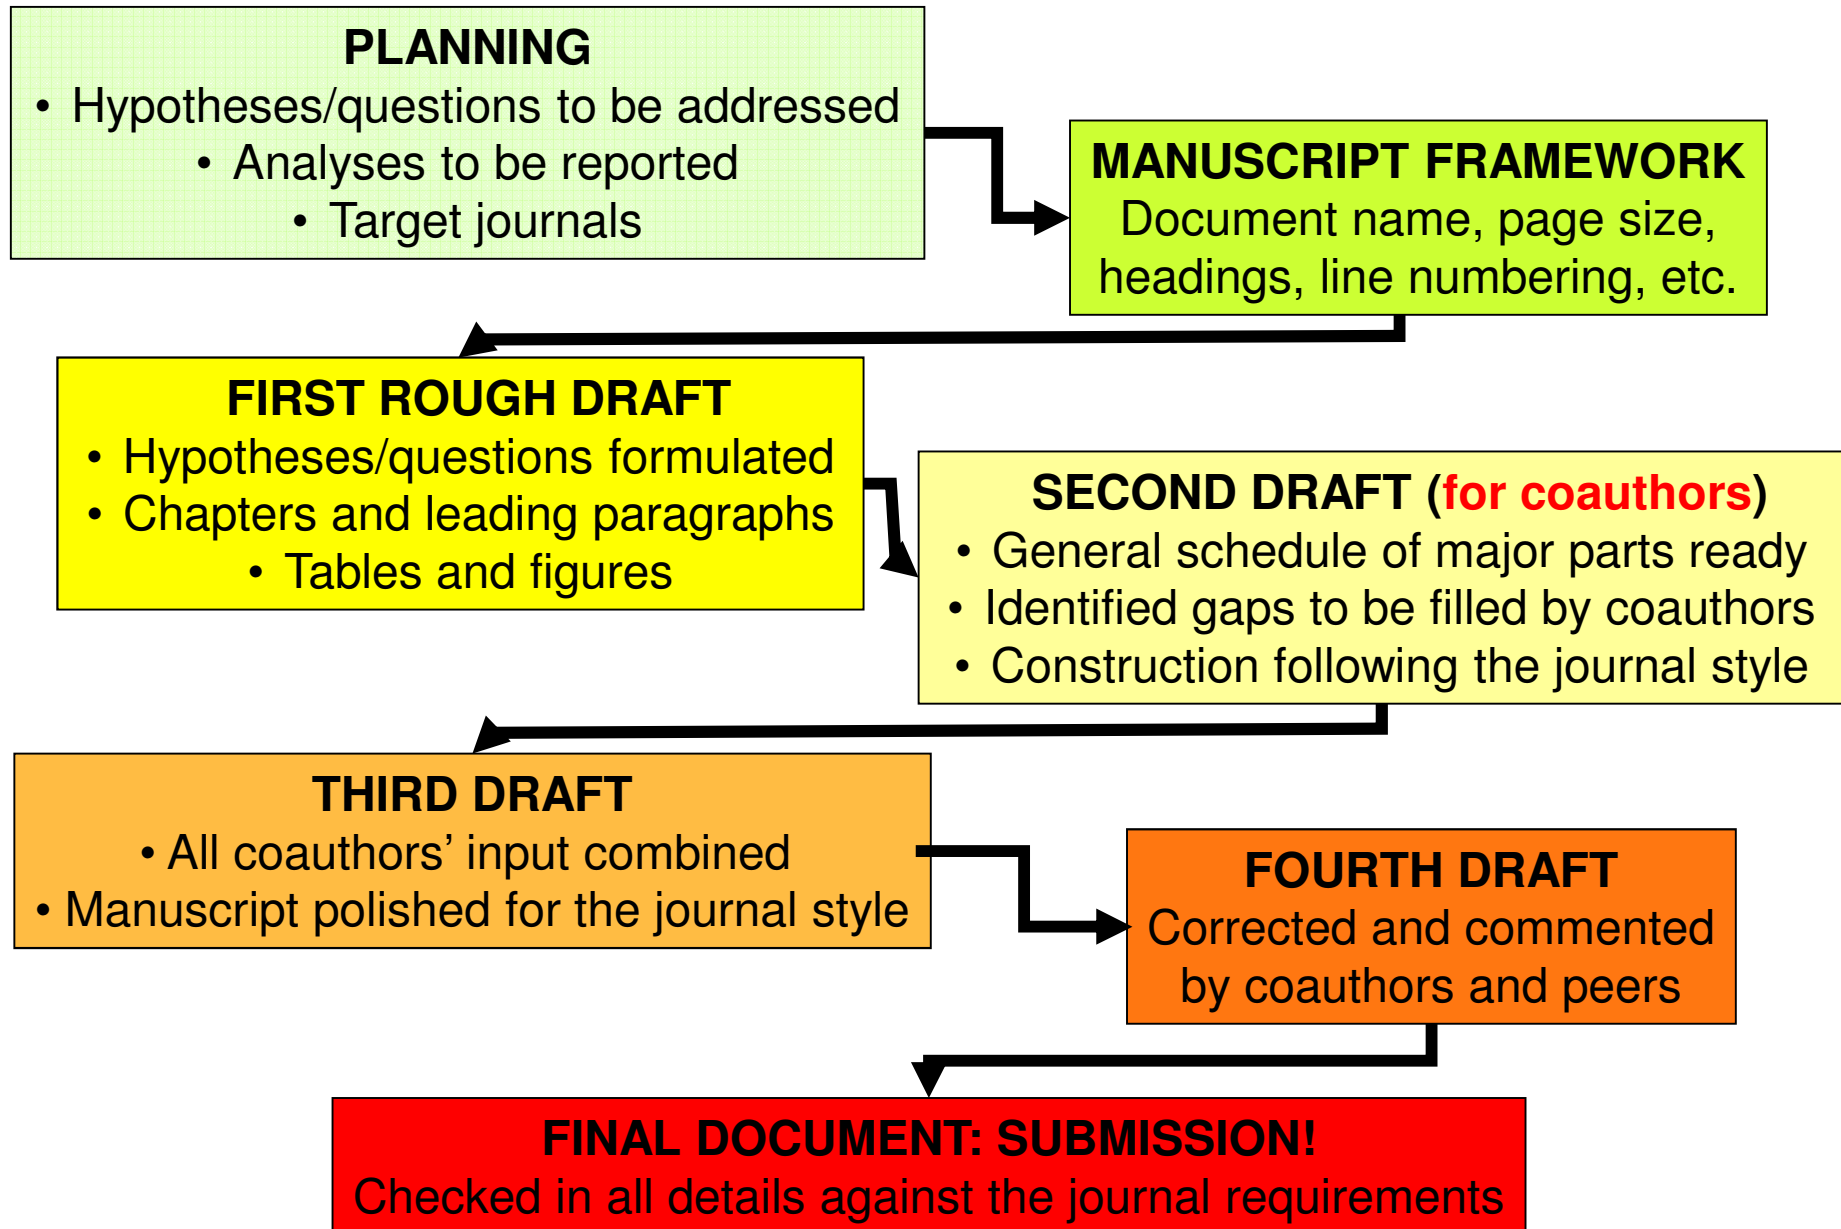 PLANNING
• Hypotheses/questions to be addressed
• Analyses to be reported
• Target journals
MANUSCRIPT FRAMEWORK
Document name, page size,
headings, line numbering, etc.
FIRST ROUGH DRAFT
• Hypotheses/questions formulated
• Chapters and leading paragraphs
• Tables and figures
SECOND DRAFT (for coauthors)
• General schedule of major parts ready
• Identified gaps to be filled by coauthors
• Construction following the journal style
THIRD DRAFT
• All coauthors’ input combined
• Manuscript polished for the journal style
FOURTH DRAFT
Corrected and commented
by coauthors and peers
FINAL DOCUMENT: SUBMISSION!
Checked in all details against the journal requirements